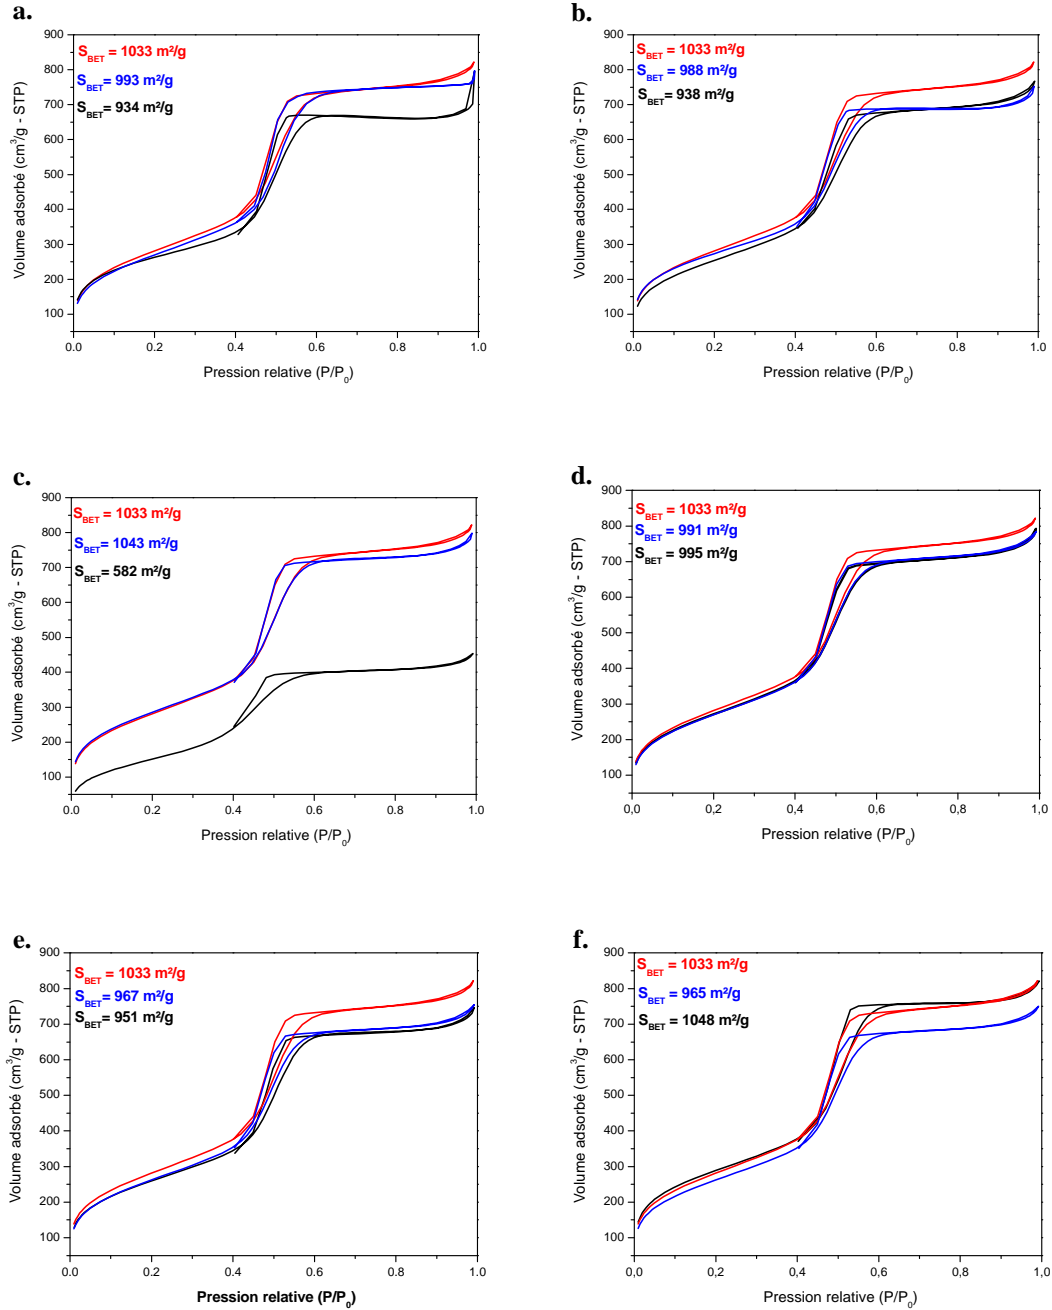 a.
S_BET = 1033 m²/g
S_BET = 993 m²/g
S_BET = 934 m²/g
900
800
700
600
500
400
300
200
100
0.0 0.2 0.4 0.6 0.8 1.0
Volume adsorbé (cm³/g - STP)
Pression relative (P/P₀)
b.
S_BET = 1033 m²/g
S_BET = 988 m²/g
S_BET = 938 m²/g
900
800
700
600
500
400
300
200
100
0.0 0.2 0.4 0.6 0.8 1.0
Volume adsorbé (cm³/g - STP)
Pression relative (P/P₀)
c.
S_BET = 1033 m²/g
S_BET = 1043 m²/g
S_BET = 582 m²/g
900
800
700
600
500
400
300
200
100
0.0 0.2 0.4 0.6 0.8 1.0
Volume adsorbé (cm³/g - STP)
Pression relative (P/P₀)
d.
S_BET = 1033 m²/g
S_BET = 991 m²/g
S_BET = 995 m²/g
900
800
700
600
500
400
300
200
100
0,0 0,2 0,4 0,6 0,8 1,0
Volume adsorbé (cm³/g - STP)
Pression relative (P/P₀)
e.
S_BET = 1033 m²/g
S_BET = 967 m²/g
S_BET = 951 m²/g
900
800
700
600
500
400
300
200
100
0,0 0,2 0,4 0,6 0,8 1,0
Volume adsorbé (cm³/g - STP)
Pression relative (P/P₀)
f.
S_BET = 1033 m²/g
S_BET = 965 m²/g
S_BET = 1048 m²/g
900
800
700
600
500
400
300
200
100
0,0 0,2 0,4 0,6 0,8 1,0
Volume adsorbé (cm³/g - STP)
Pression relative (P/P₀)